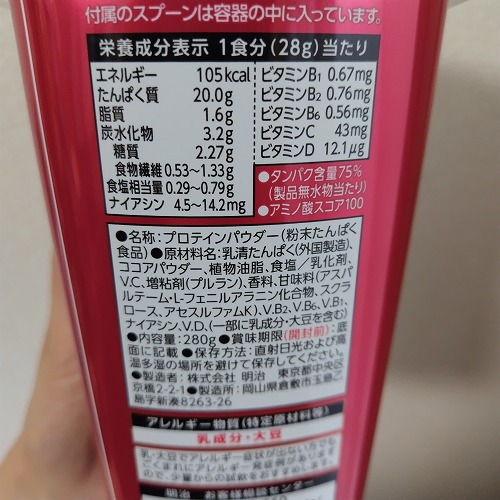 付属のスプーンは容器の中に入っています。
栄養成分表示 1食分（28g）当たり
エネルギー 105kcal
たんぱく質 20.0g
脂質 1.6g
炭水化物 3.2g
糖質 2.27g
食物繊維 0.53～1.33g
食塩相当量 0.29～0.79g
ナイアシン 4.5～14.2mg
ビタミンB₁ 0.67mg
ビタミンB₂ 0.76mg
ビタミンB₆ 0.56mg
ビタミンC 43mg
ビタミンD 12.1μg
●タンパク含量75%
（製品無水物当たり）
●アミノ酸スコア100
●名称：プロテインパウダー（粉末たんぱく
食品）●原材料名：乳清たんぱく（外国製造）、
ココアパウダー、植物油脂、食塩／乳化剤、
V.C、増粘剤（プルラン）、香料、甘味料（アスパ
ルテーム・L-フェニルアラニン化合物、スクラ
ロース、アセスルファムK）、V.B₂、V.B₆、V.B₁、
ナイアシン、V.D、（一部に乳成分・大豆を含む）
●内容量：280g●賞味期限（開封前）：底
面に記載 ●保存方法：直射日光および高
温多湿の場所を避けて保存してください。
●製造者：株式会社 明治 東京都中央区
京橋2-2-1●製造所：岡山県倉敷市玉島乙
島字新湊8263-26
アレルギー物質（特定原材料等）
乳成分・大豆